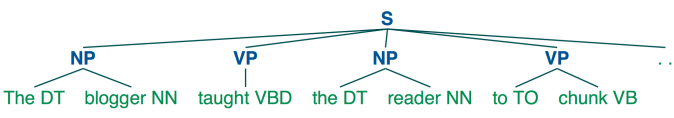 S
NP VP NP VP . .
The DT blogger NN taught VBD the DT reader NN to TO chunk VB